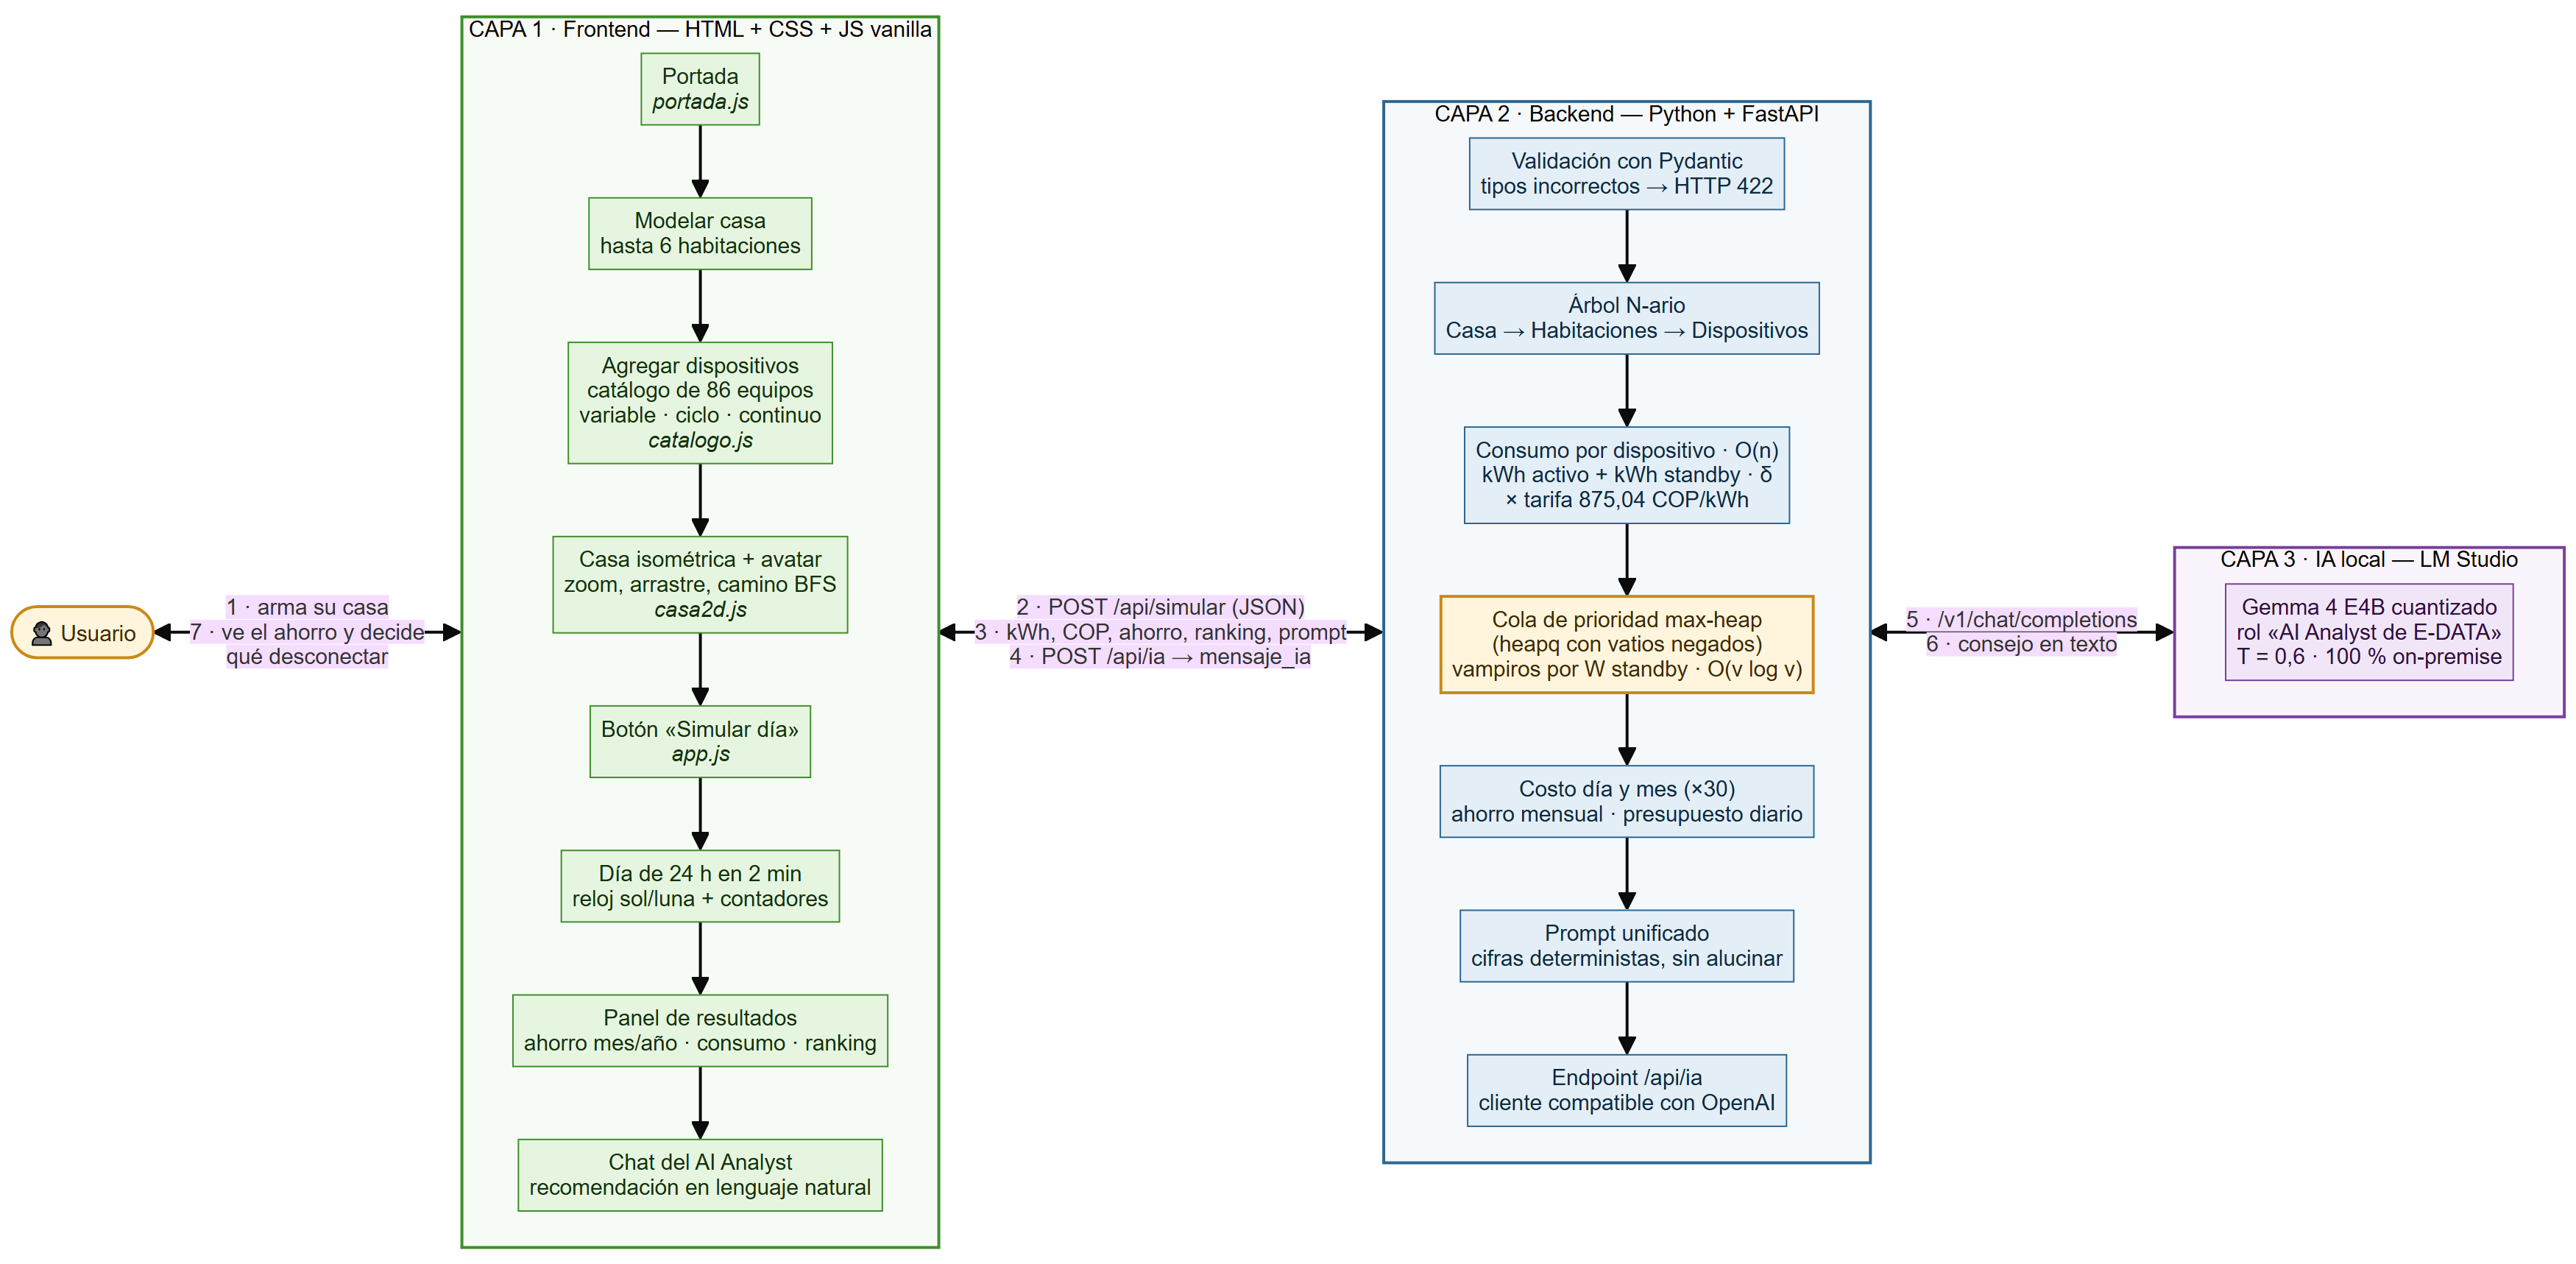 Usuario
1 · arma su casa
7 · ve el ahorro y decide
qué desconectar
CAPA 1 · Frontend — HTML + CSS + JS vanilla
Portada
portada.js
Modelar casa
hasta 6 habitaciones
Agregar dispositivos
catálogo de 86 equipos
variable · ciclo · continuo
catalogo.js
Casa isométrica + avatar
zoom, arrastre, camino BFS
casa2d.js
Botón «Simular día»
app.js
Día de 24 h en 2 min
reloj sol/luna + contadores
Panel de resultados
ahorro mes/año · consumo · ranking
Chat del AI Analyst
recomendación en lenguaje natural
2 · POST /api/simular (JSON)
3 · kWh, COP, ahorro, ranking, prompt
4 · POST /api/ia → mensaje_ia
CAPA 2 · Backend — Python + FastAPI
Validación con Pydantic
tipos incorrectos → HTTP 422
Árbol N-ario
Casa → Habitaciones → Dispositivos
Consumo por dispositivo · O(n)
kWh activo + kWh standby · δ
× tarifa 875,04 COP/kWh
Cola de prioridad max-heap
(heapq con vatios negados)
vampiros por W standby · O(v log v)
Costo día y mes (×30)
ahorro mensual · presupuesto diario
Prompt unificado
cifras deterministas, sin alucinar
Endpoint /api/ia
cliente compatible con OpenAI
5 · /v1/chat/completions
6 · consejo en texto
CAPA 3 · IA local — LM Studio
Gemma 4 E4B cuantizado
rol «AI Analyst de E-DATA»
T = 0,6 · 100 % on-premise